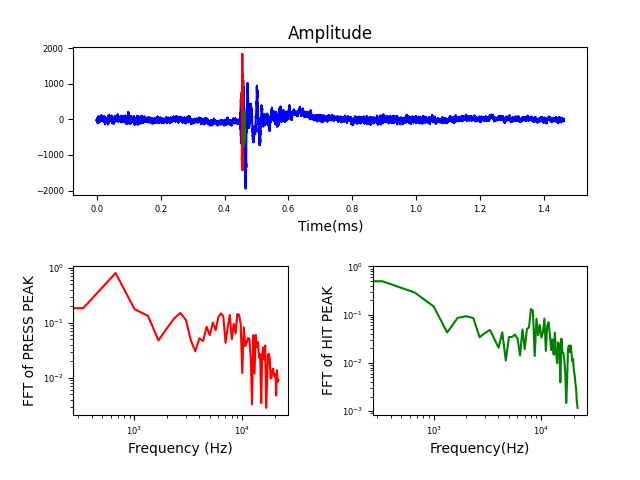 Amplitude
2000
1000
0
−1000
−2000
0.0 0.2 0.4 0.6 0.8 1.0 1.2 1.4
Time(ms)
FFT of PRESS PEAK
10⁰
10⁻¹
10⁻²
10³ 10⁴
Frequency (Hz)
FFT of HIT PEAK
10⁰
10⁻¹
10⁻²
10⁻³
10³ 10⁴
Frequency(Hz)